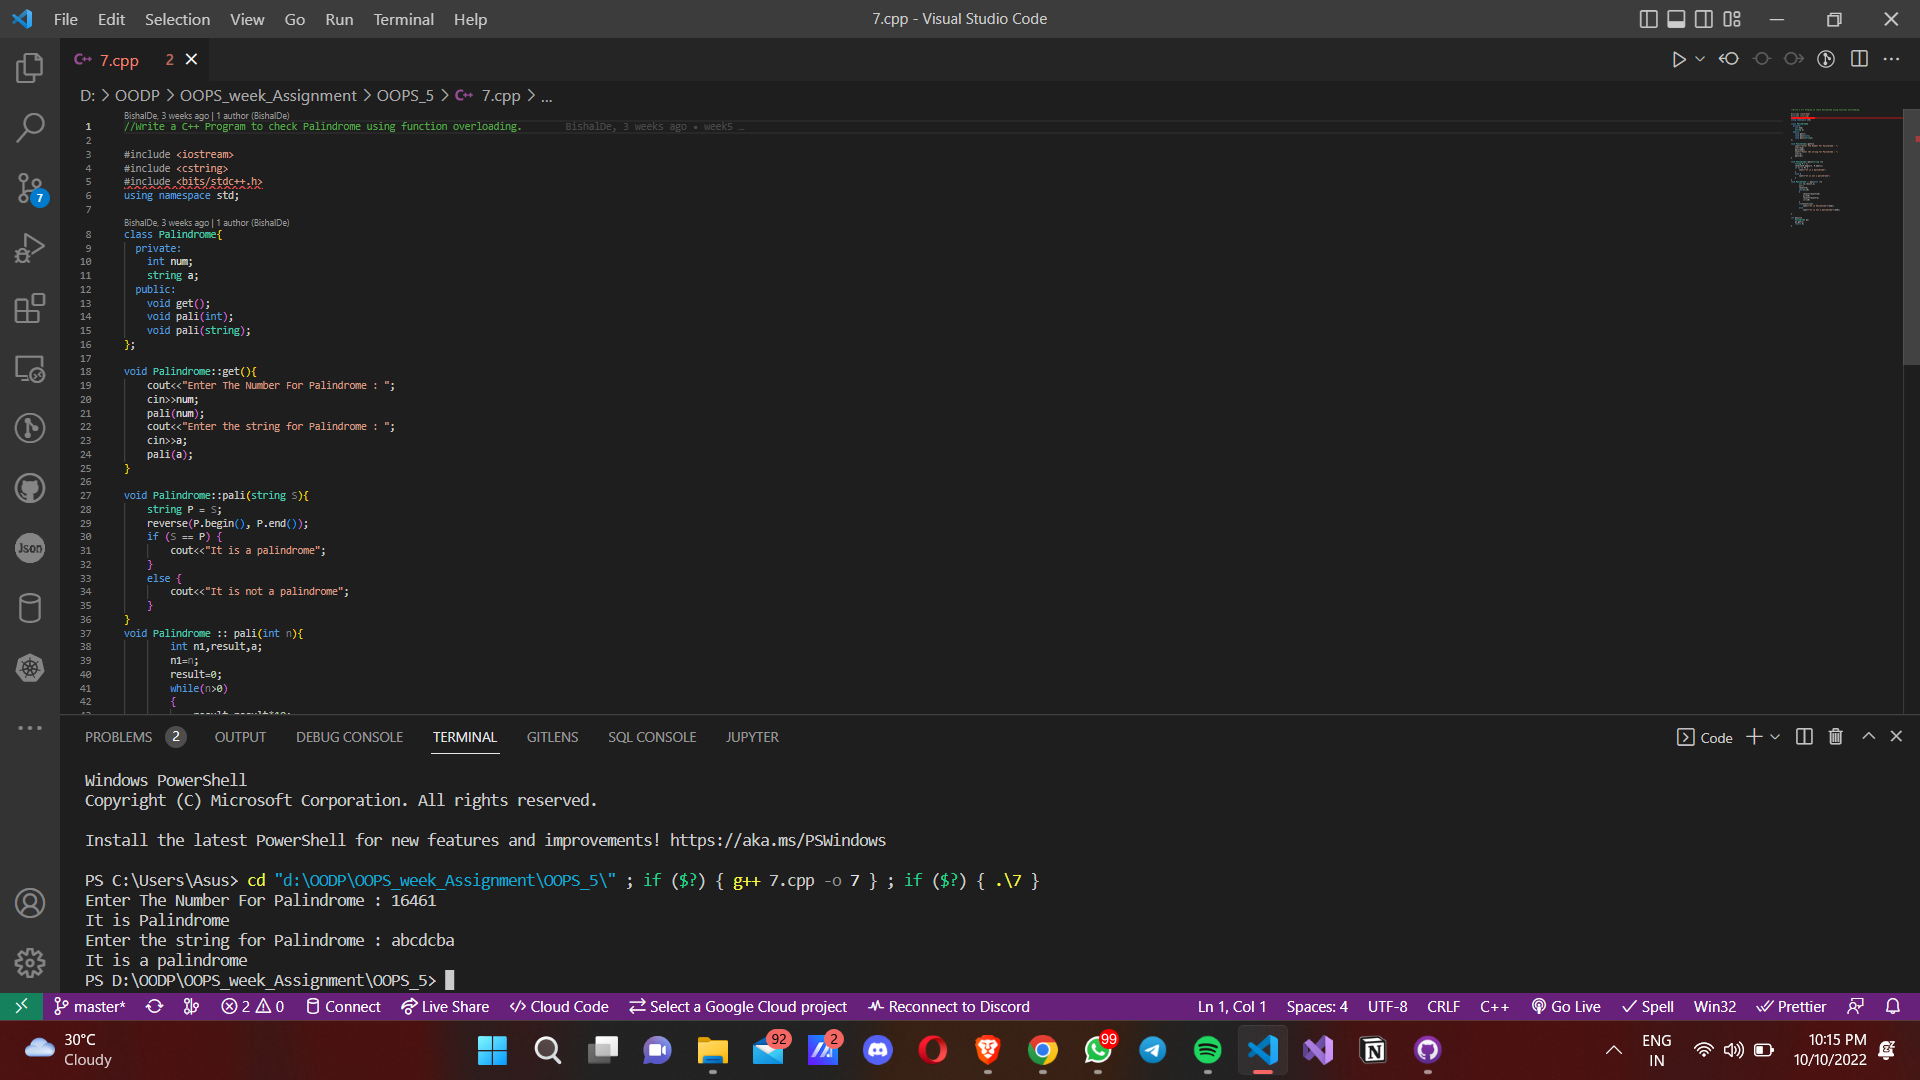 File Edit Selection View Go Run Terminal Help
7.cpp - Visual Studio Code
C++ 7.cpp 2
D: > OODP > OOPS_week_Assignment > OOPS_5 > C++ 7.cpp > ...
BishalDe, 3 weeks ago | 1 author (BishalDe)
1 //Write a C++ Program to check Palindrome using function overloading. BishalDe, 3 weeks ago • week5 …
2
3 #include <iostream>
4 #include <cstring>
5 #include <bits/stdc++.h>
6 using namespace std;
7
BishalDe, 3 weeks ago | 1 author (BishalDe)
8 class Palindrome{
9 private:
10 int num;
11 string a;
12 public:
13 void get();
14 void pali(int);
15 void pali(string);
16 };
17
18 void Palindrome::get(){
19 cout<<"Enter The Number For Palindrome : ";
20 cin>>num;
21 pali(num);
22 cout<<"Enter the string for Palindrome : ";
23 cin>>a;
24 pali(a);
25 }
26
27 void Palindrome::pali(string S){
28 string P = S;
29 reverse(P.begin(), P.end());
30 if (S == P) {
31 cout<<"It is a palindrome";
32 }
33 else {
34 cout<<"It is not a palindrome";
35 }
36 }
37 void Palindrome :: pali(int n){
38 int n1,result,a;
39 n1=n;
40 result=0;
41 while(n>0)
42 {
7
Json
PROBLEMS 2 OUTPUT DEBUG CONSOLE TERMINAL GITLENS SQL CONSOLE JUPYTER
Code
Windows PowerShell
Copyright (C) Microsoft Corporation. All rights reserved.
Install the latest PowerShell for new features and improvements! https://aka.ms/PSWindows
PS C:\Users\Asus> cd "d:\OODP\OOPS_week_Assignment\OOPS_5\" ; if ($?) { g++ 7.cpp -o 7 } ; if ($?) { .\7 }
Enter The Number For Palindrome : 16461
It is Palindrome
Enter the string for Palindrome : abcdcba
It is a palindrome
PS D:\OODP\OOPS_week_Assignment\OOPS_5>
master* 2 0 Connect Live Share Cloud Code Select a Google Cloud project Reconnect to Discord
Ln 1, Col 1 Spaces: 4 UTF-8 CRLF C++ Go Live Spell Win32 Prettier
30°C
Cloudy
92
2
99
ENG
IN
10:15 PM
10/10/2022